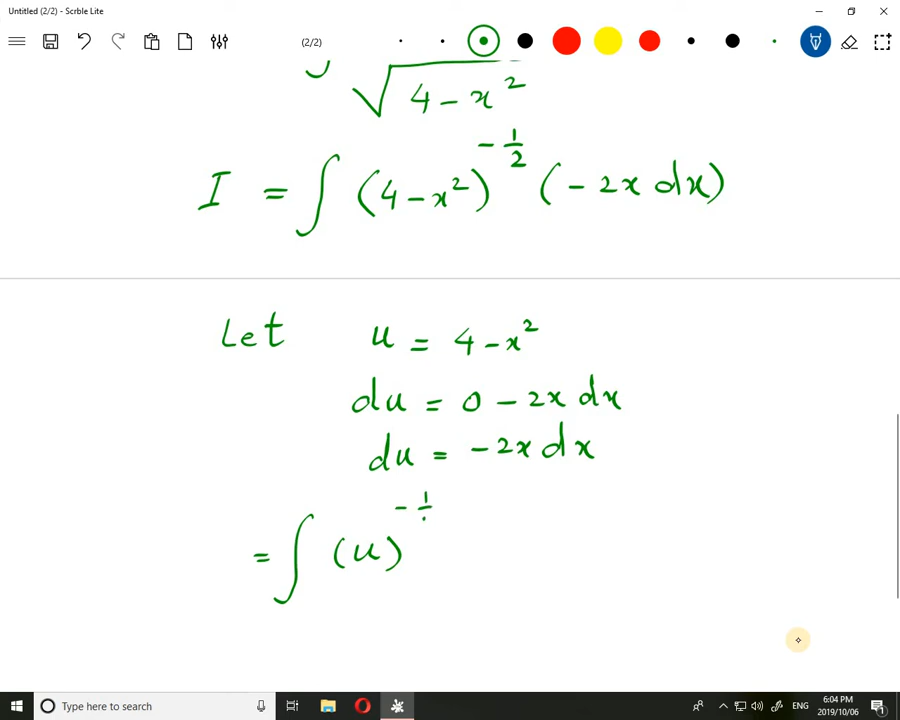 Untitled (2/2) - Scrble Lite
(2/2)
√(4 - x²)
I = ∫ (4-x²)^(-1/2) (-2x dx)
Let u = 4 - x²
du = 0 - 2x dx
du = -2x dx
= ∫ (u)^(-1/
Type here to search
ENG
6:04 PM
2019/10/06
1